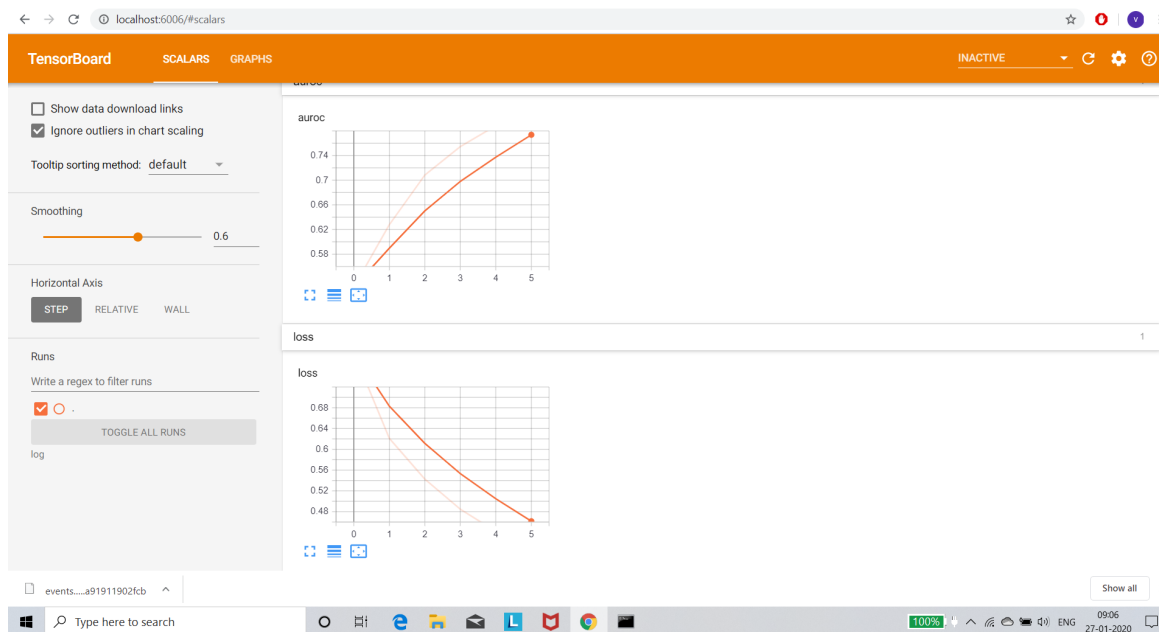 localhost:6006/#scalars
v
TensorBoard SCALARS GRAPHS INACTIVE
Show data download links
Ignore outliers in chart scaling
Tooltip sorting method: default
Smoothing
0.6
Horizontal Axis
STEP RELATIVE WALL
Runs
Write a regex to filter runs
.
TOGGLE ALL RUNS
log
auroc
0.74
0.7
0.66
0.62
0.58
0 1 2 3 4 5
loss 1
loss
0.68
0.64
0.6
0.56
0.52
0.48
0 1 2 3 4 5
events.....a91911902fcb Show all
Type here to search
L
100% ENG 09:06
27-01-2020